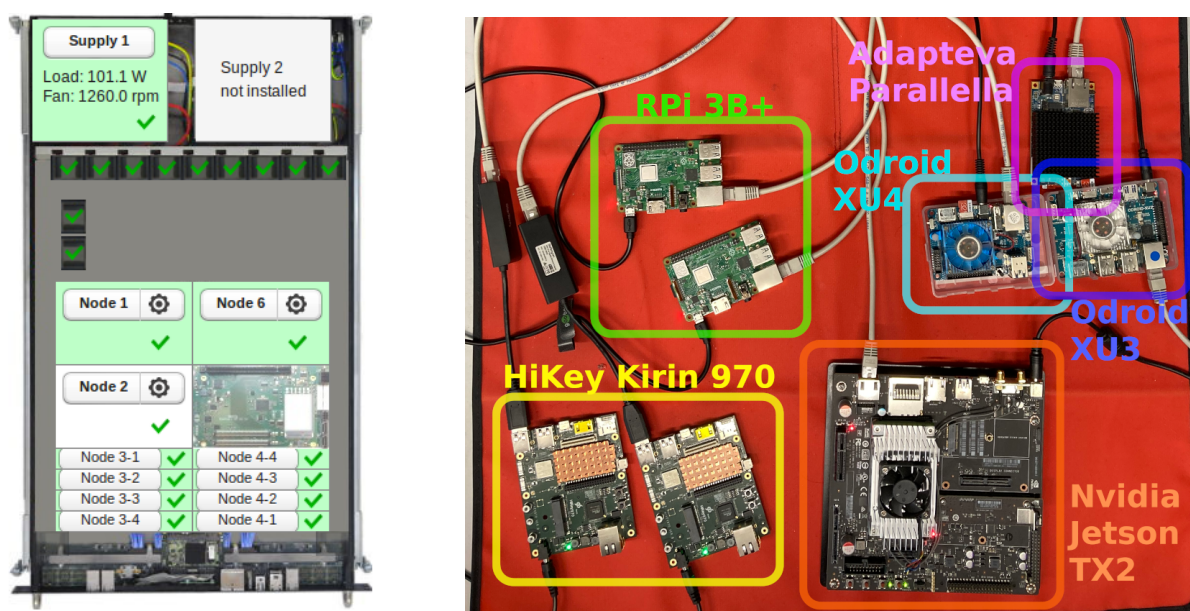 Supply 1
Load: 101.1 W
Fan: 1260.0 rpm
Supply 2
not installed
Node 1
Node 6
Node 2
Node 3-1
Node 4-4
Node 3-2
Node 4-3
Node 3-3
Node 4-2
Node 3-4
Node 4-1
Adapteva
Parallella
RPi 3B+
Odroid
XU4
Odroid
XU3
HiKey Kirin 970
Nvidia
Jetson
TX2